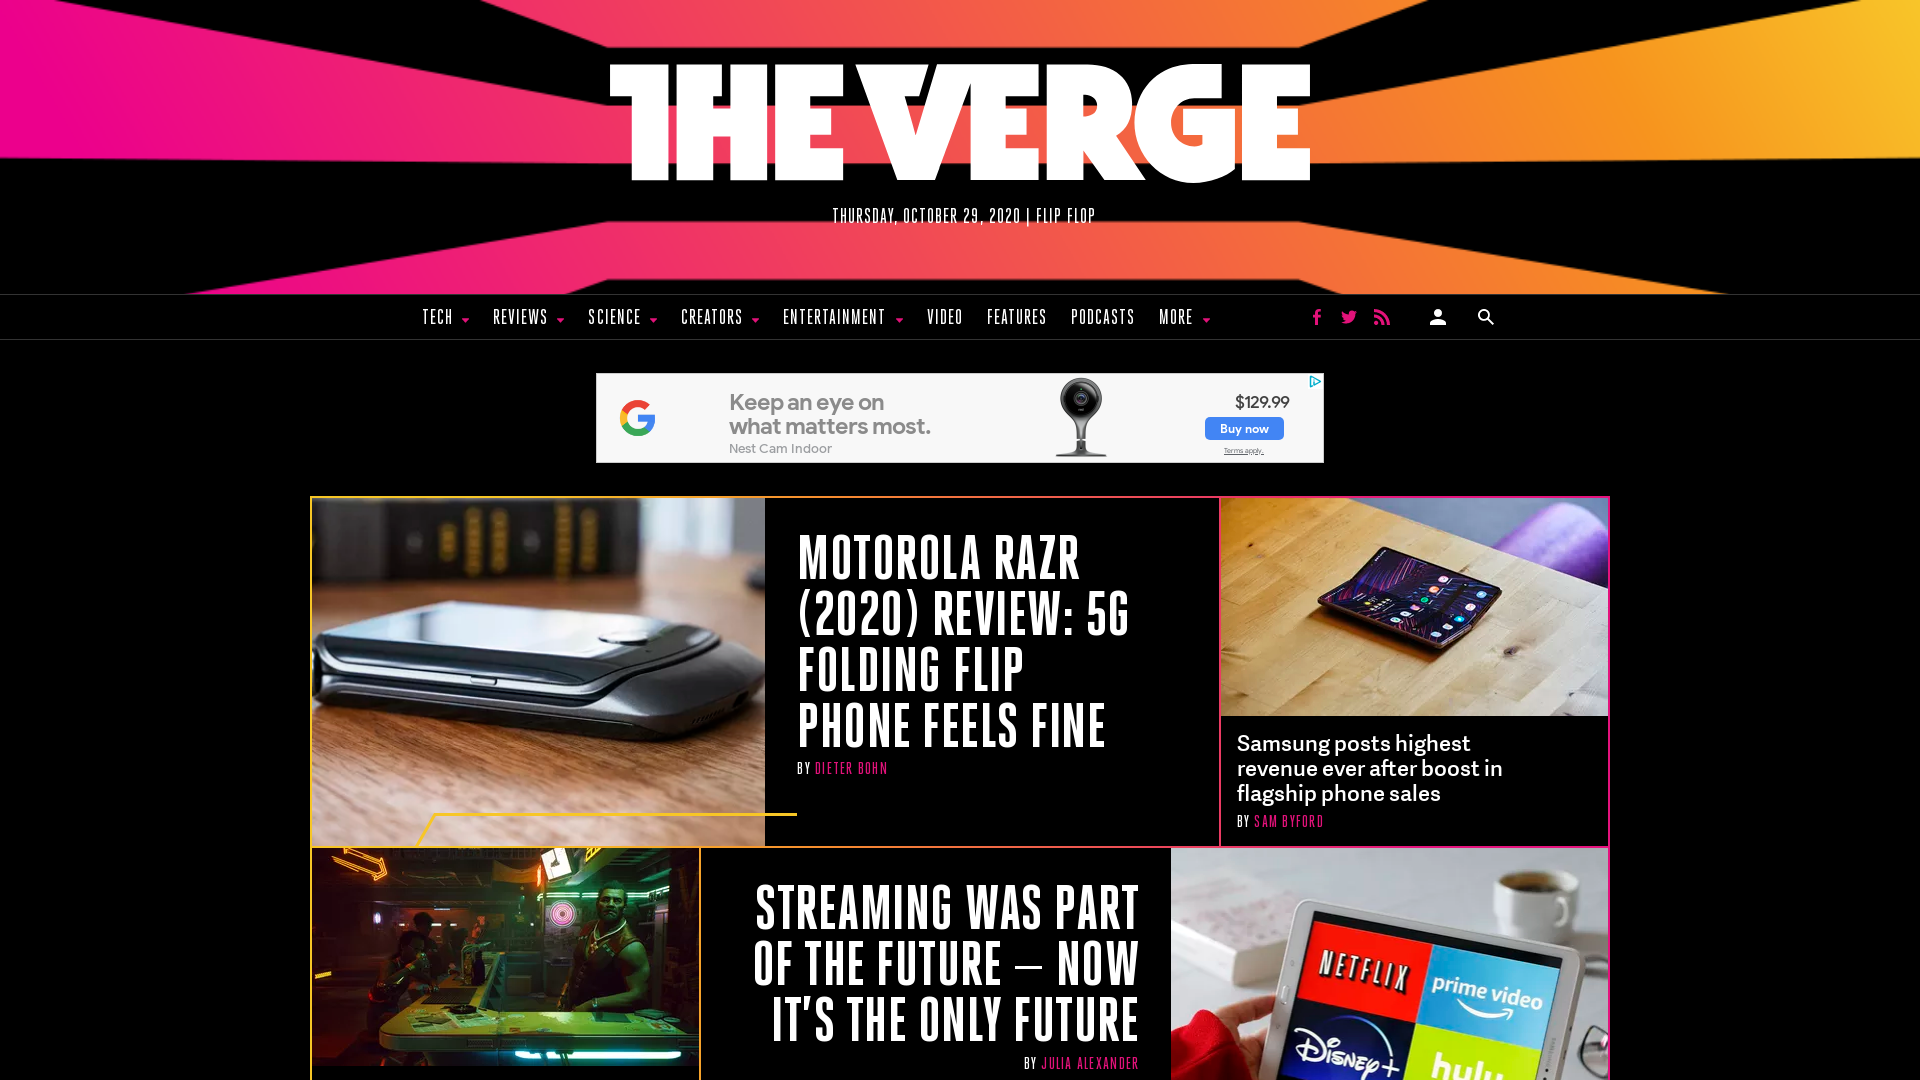 THE VERGE
THURSDAY, OCTOBER 29, 2020 | FLIP FLOP
TECH REVIEWS SCIENCE CREATORS ENTERTAINMENT VIDEO FEATURES PODCASTS MORE
Keep an eye on
what matters most.
Nest Cam Indoor
$129.99
Buy now
Terms apply.
MOTOROLA RAZR
(2020) REVIEW: 5G
FOLDING FLIP
PHONE FEELS FINE
BY DIETER BOHN
Samsung posts highest
revenue ever after boost in
flagship phone sales
BY SAM BYFORD
STREAMING WAS PART
OF THE FUTURE — NOW
IT'S THE ONLY FUTURE
BY JULIA ALEXANDER
NETFLIX
prime video
Disney+
hulu